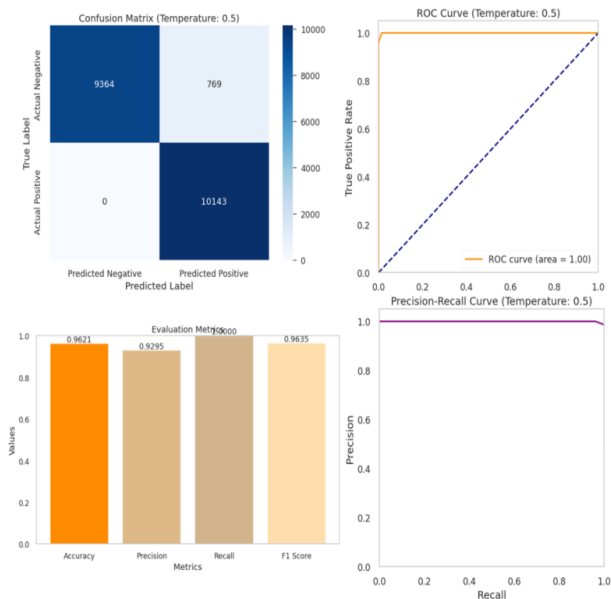 Confusion Matrix (Temperature: 0.5)
Actual Negative
9364
769
Actual Positive
0
10143
True Label
Predicted Negative
Predicted Positive
Predicted Label
10000
8000
6000
4000
2000
0
ROC Curve (Temperature: 0.5)
1.0
0.8
0.6
0.4
0.2
0.0
True Positive Rate
ROC curve (area = 1.00)
0.0 0.2 0.4 0.6 0.8 1.0
Evaluation Metrics
1.0
0.8
0.6
0.4
0.2
0.0
Values
0.9621
0.9295
1.0000
0.9635
Accuracy
Precision
Recall
F1 Score
Metrics
Precision-Recall Curve (Temperature: 0.5)
1.0
0.8
0.6
0.4
0.2
0.0
Precision
0.0 0.2 0.4 0.6 0.8 1.0
Recall